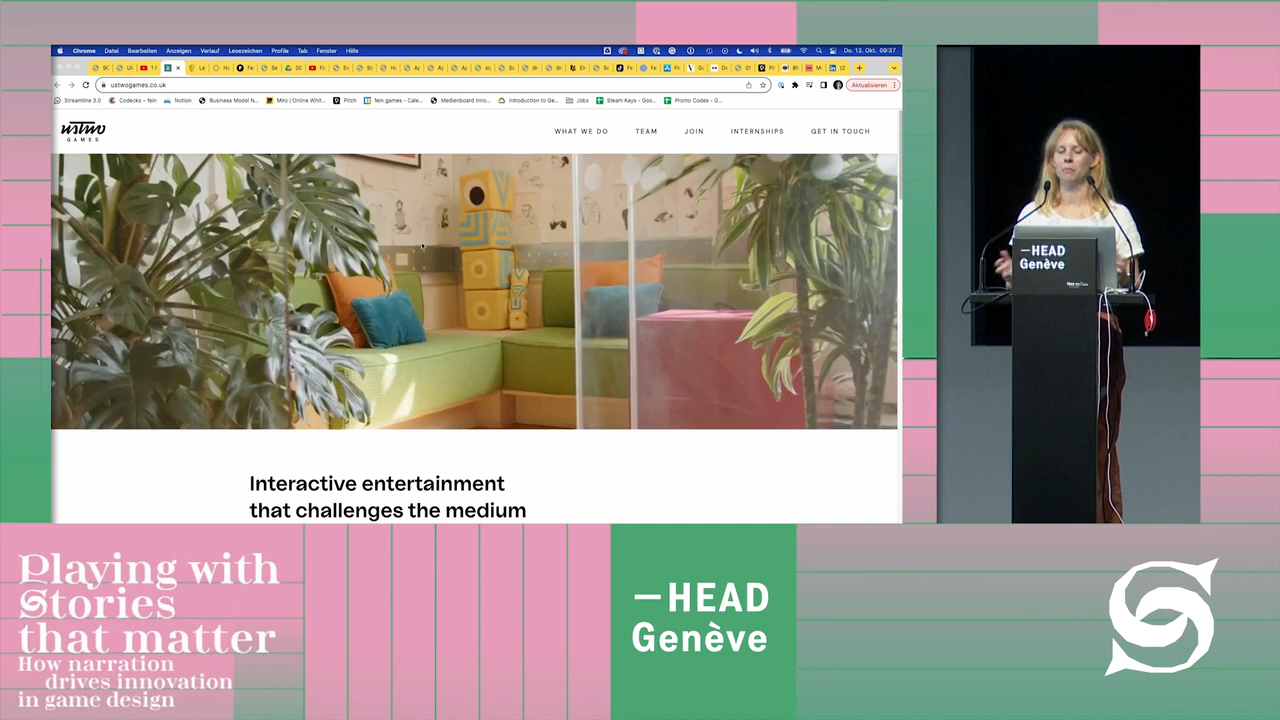 Chrome Datei Bearbeiten Anzeigen Verlauf Lesezeichen Profile Tab Fenster Hilfe
Do. 12. Okt. 09:37
ustwogames.co.uk
Aktualisieren
Streamline 3.0 Codecks – fein Notion Business Model N... Miro | Online Whit... Pitch fein.games - Cale... Medienboard Inno... Introduction to Ge... Jobs Steam Keys - Goo... Promo Codes - G...
ustwo
GAMES
WHAT WE DO TEAM JOIN INTERNSHIPS GET IN TOUCH
Interactive entertainment
that challenges the medium
—HEAD
Genève
Playing with
Stories
that matter
How narration
drives innovation
in game design
—HEAD
Genève